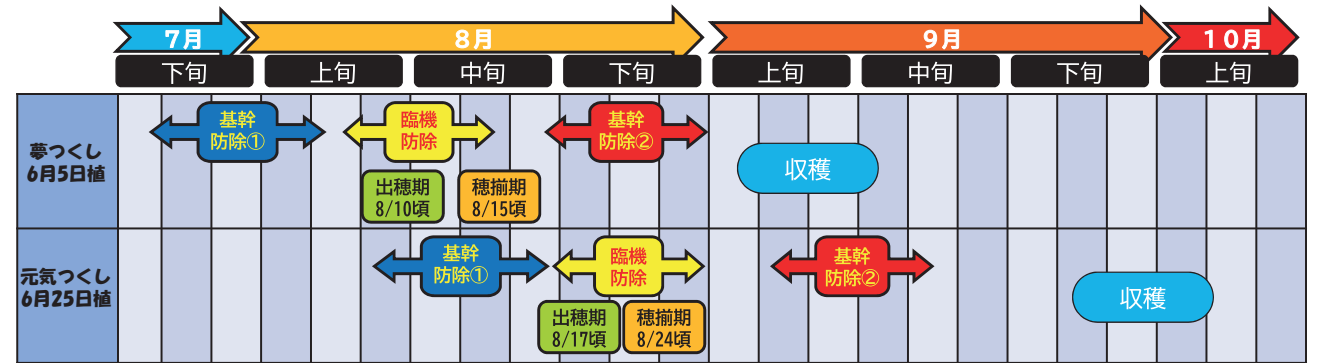 7月
8月
9月
10月
下旬
上旬
中旬
下旬
上旬
中旬
下旬
上旬
夢つくし
6月5日植
基幹
防除①
臨機
防除
基幹
防除②
出穂期
8/10頃
穂揃期
8/15頃
収穫
元気つくし
6月25日植
基幹
防除①
臨機
防除
基幹
防除②
出穂期
8/17頃
穂揃期
8/24頃
収穫